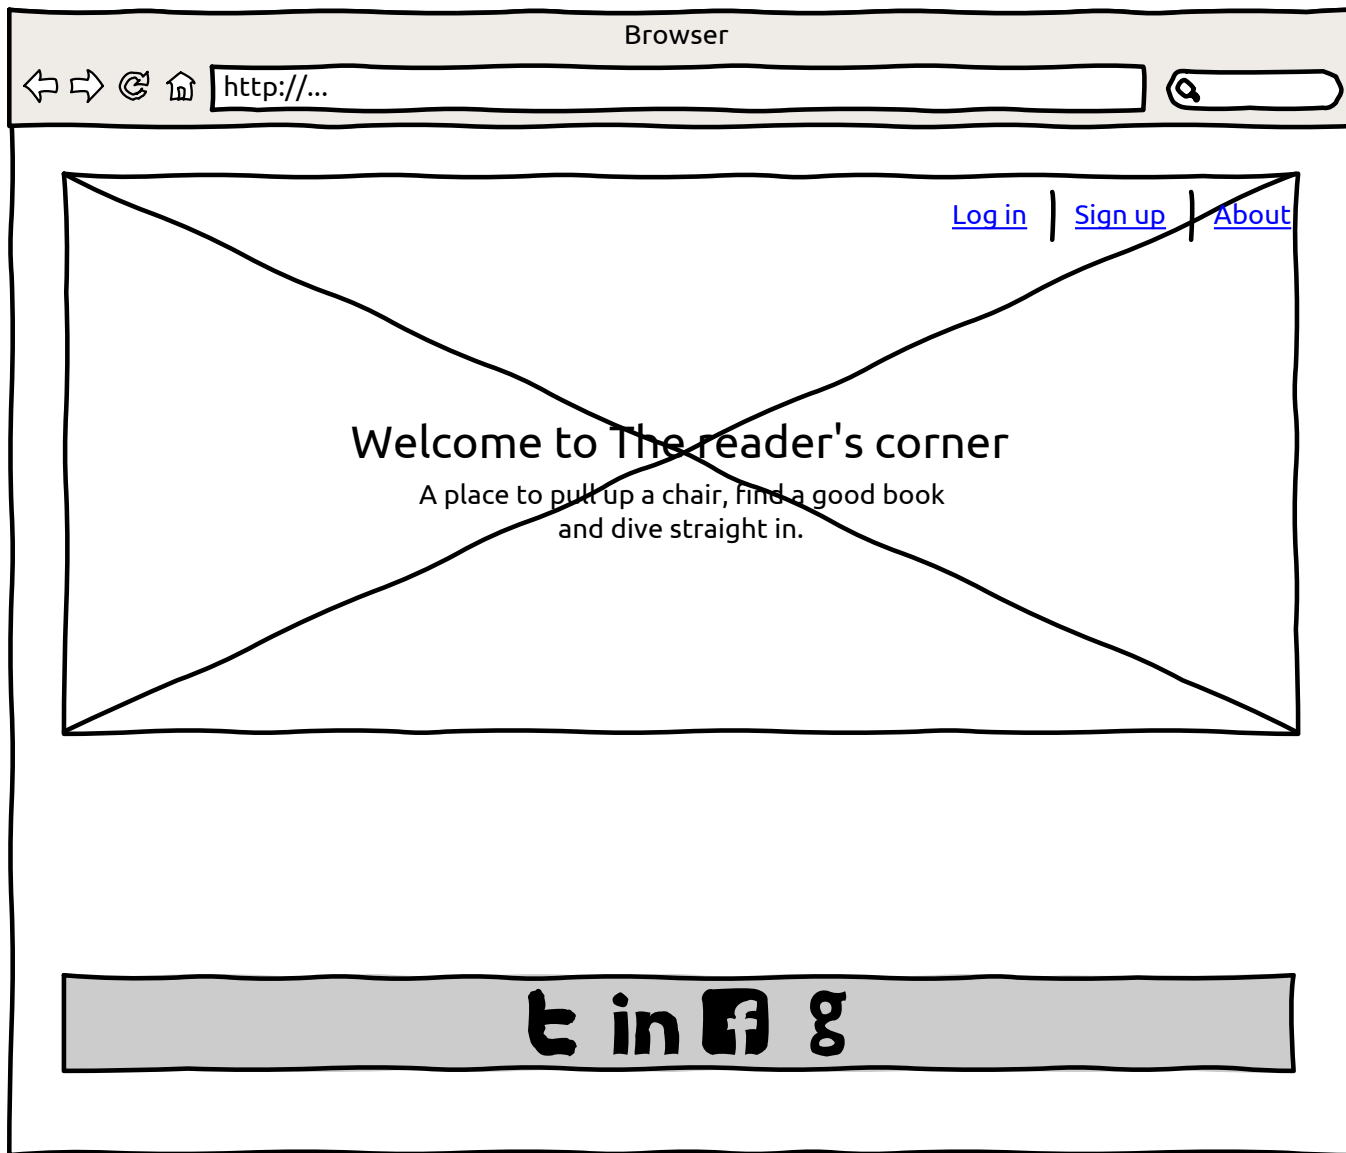 Browser
http://...
Log in
Sign up
About
Welcome to The reader's corner
A place to pull up a chair, find a good book
and dive straight in.
t in f g